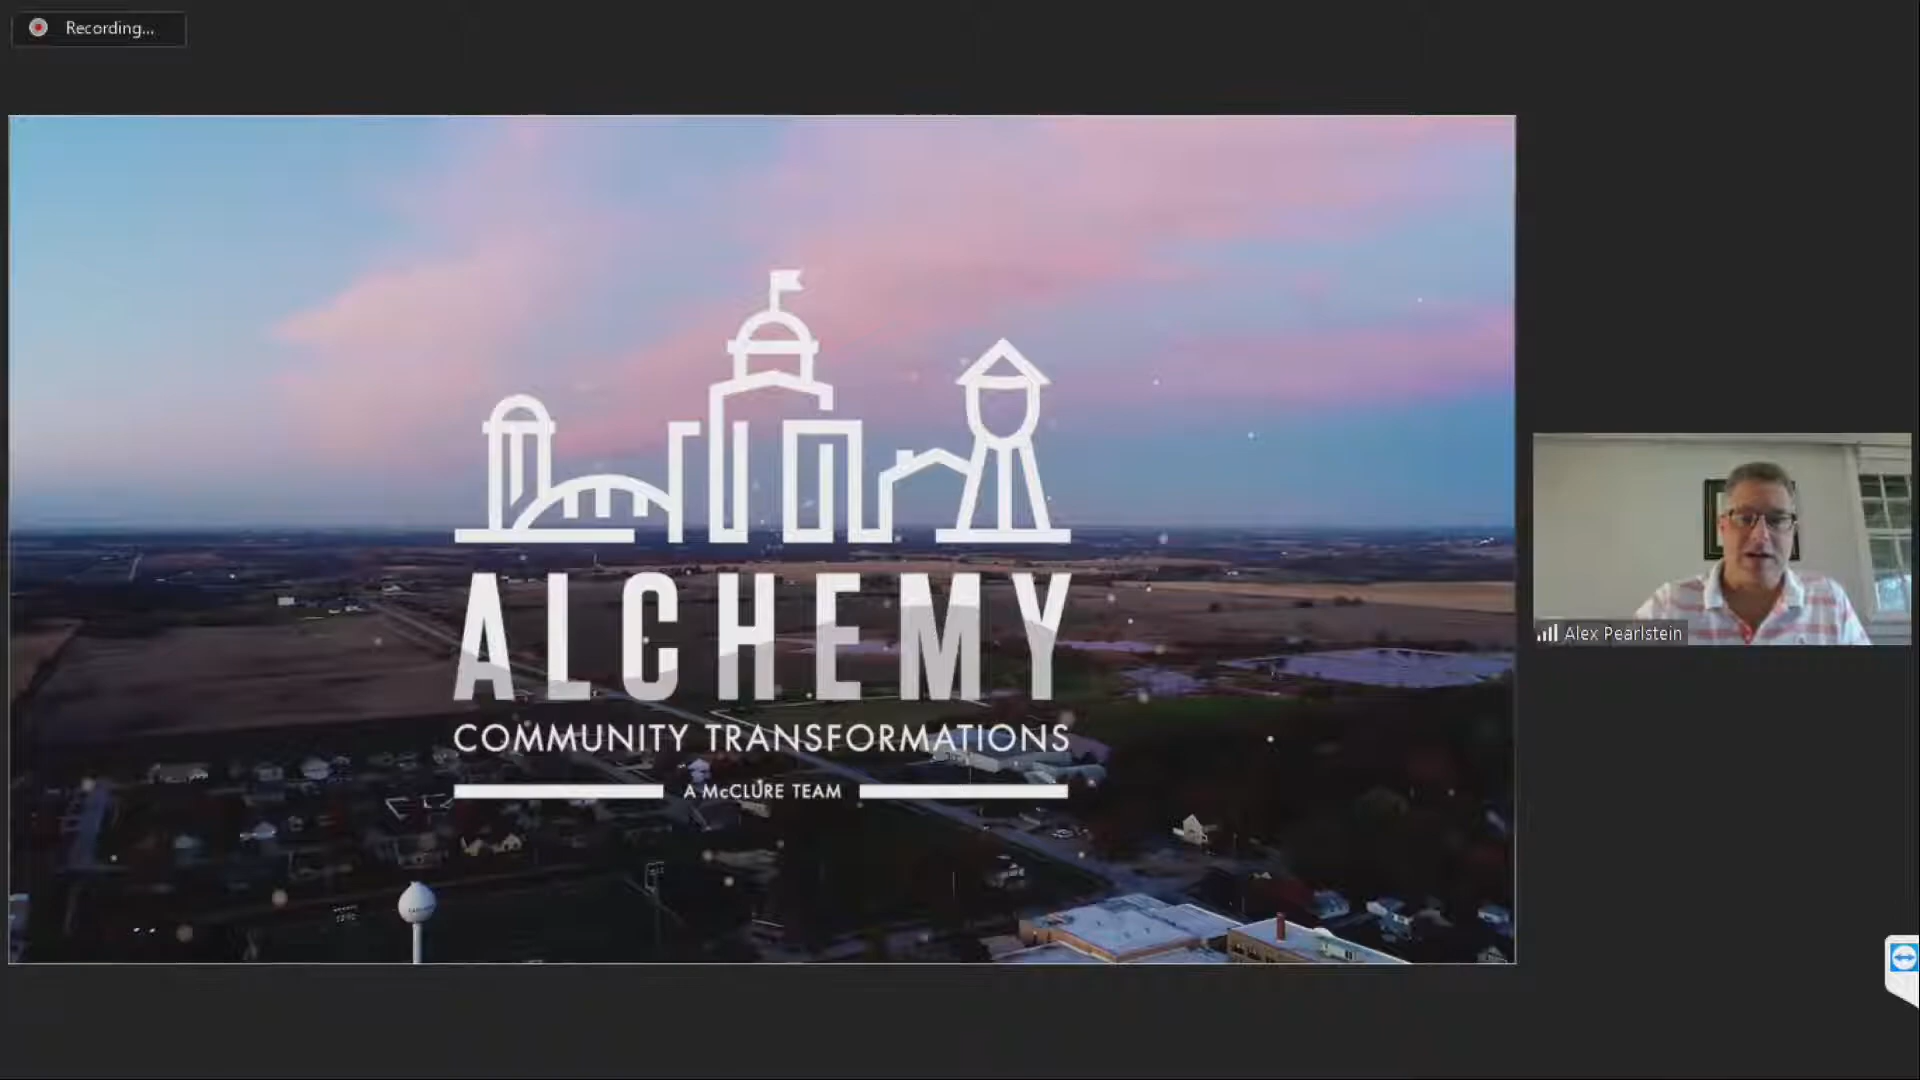 Recording...
ALCHEMY
COMMUNITY TRANSFORMATIONS
A McCLURE TEAM
Alex Pearlstein